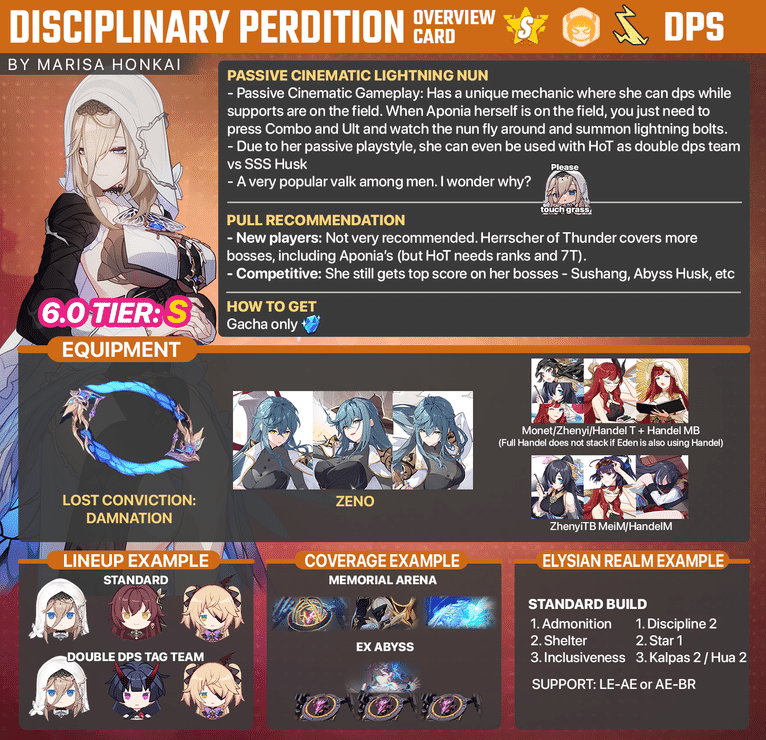 DISCIPLINARY PERDITION
OVERVIEW
CARD
S
DPS
BY MARISA HONKAI
PASSIVE CINEMATIC LIGHTNING NUN
- Passive Cinematic Gameplay: Has a unique mechanic where she can dps while
supports are on the field. When Aponia herself is on the field, you just need to
press Combo and Ult and watch the nun fly around and summon lightning bolts.
- Due to her passive playstyle, she can even be used with HoT as double dps team
vs SSS Husk
- A very popular valk among men. I wonder why?
Please
touch grass.
PULL RECOMMENDATION
- New players: Not very recommended. Herrscher of Thunder covers more
bosses, including Aponia's (but HoT needs ranks and 7T).
- Competitive: She still gets top score on her bosses - Sushang, Abyss Husk, etc
HOW TO GET
Gacha only
6.0 TIER: S
EQUIPMENT
LOST CONVICTION:
DAMNATION
ZENO
Monet/Zhenyi/Handel T + Handel MB
(Full Handel does not stack if Eden is also using Handel)
ZhenyiTB MeiM/HandelM
LINEUP EXAMPLE
STANDARD
DOUBLE DPS TAG TEAM
COVERAGE EXAMPLE
MEMORIAL ARENA
EX ABYSS
ELYSIAN REALM EXAMPLE
STANDARD BUILD
1. Admonition
2. Shelter
3. Inclusiveness
1. Discipline 2
2. Star 1
3. Kalpas 2 / Hua 2
SUPPORT: LE-AE or AE-BR